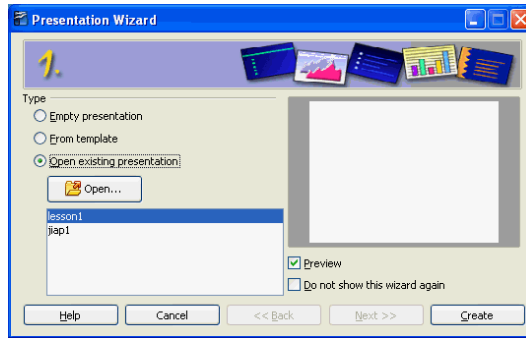 Presentation Wizard
1.
Type
Empty presentation
From template
Open existing presentation
Open...
lesson1
jiap1
Preview
Do not show this wizard again
Help Cancel << Back Next >> Create